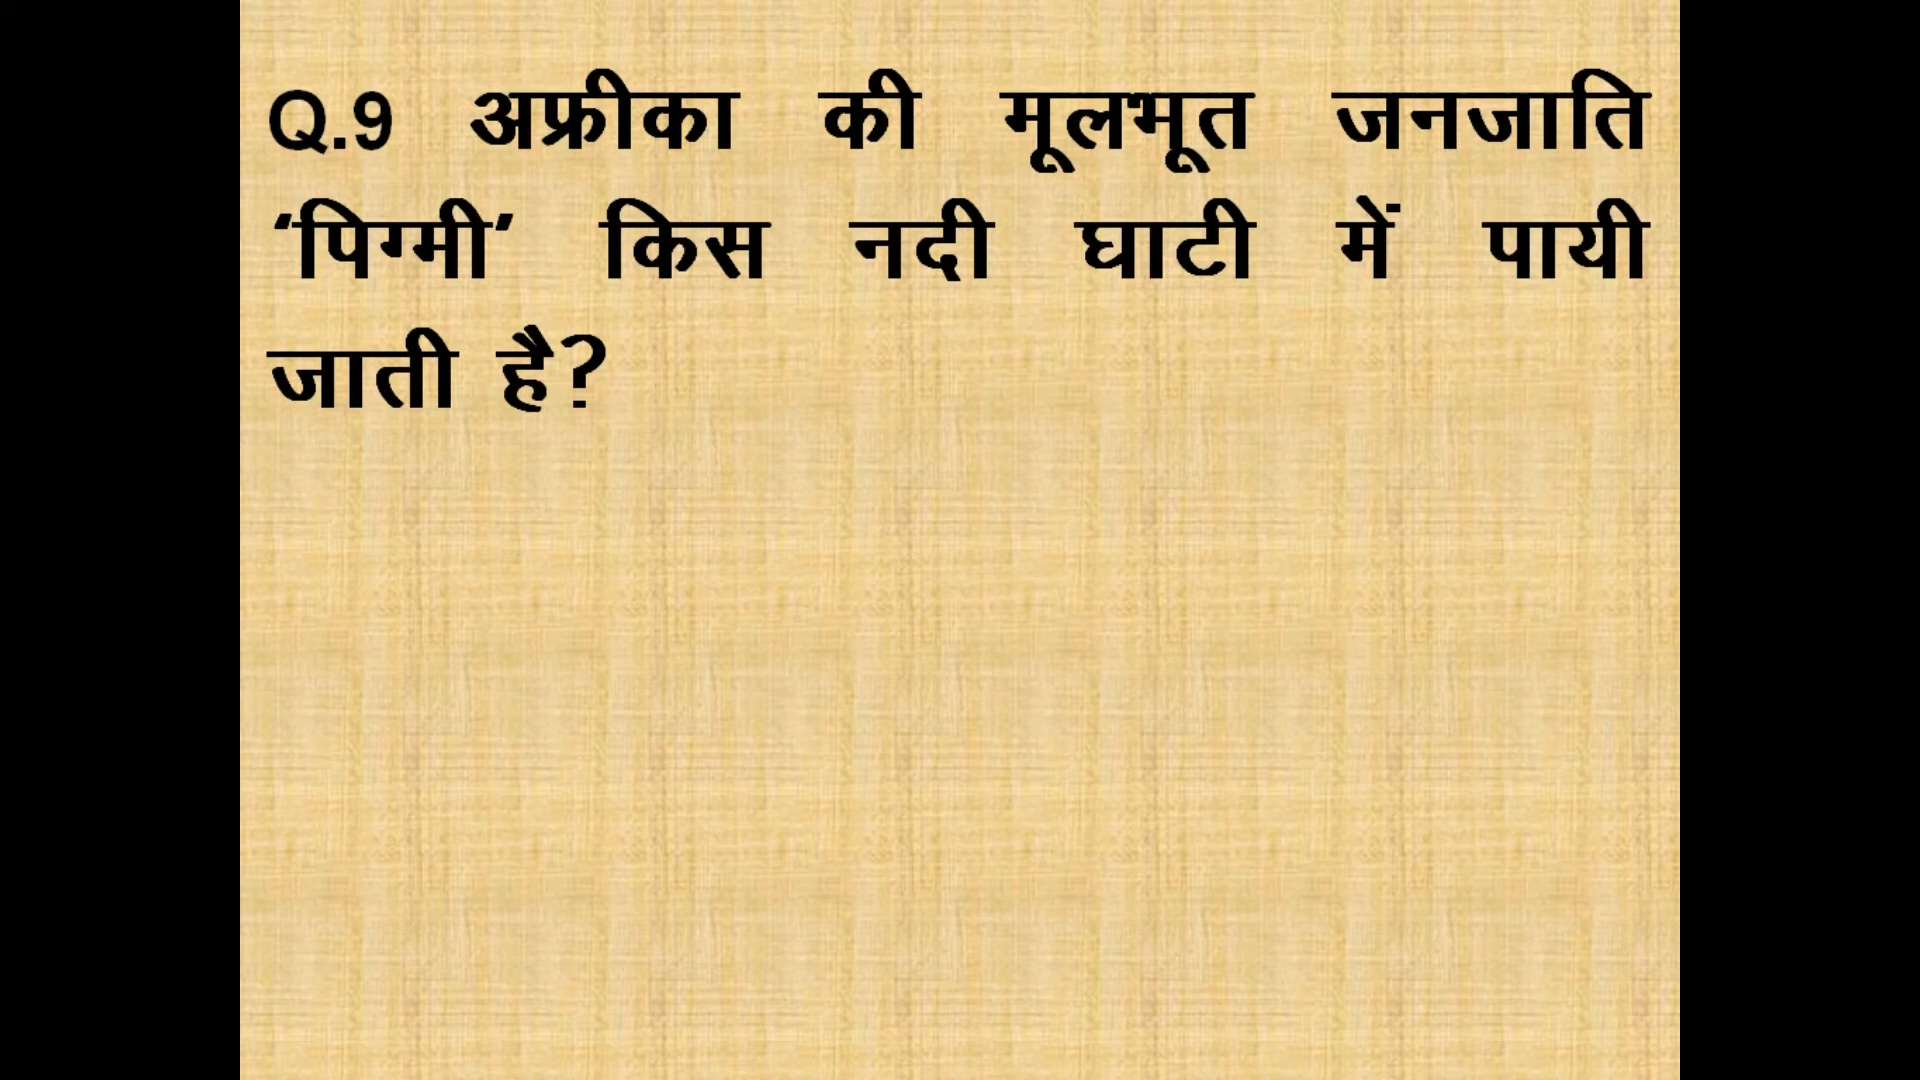 Q.9 अफ्रीका की मूलभूत जनजाति
‘पिग्मी’ किस नदी घाटी में पायी
जाती है?